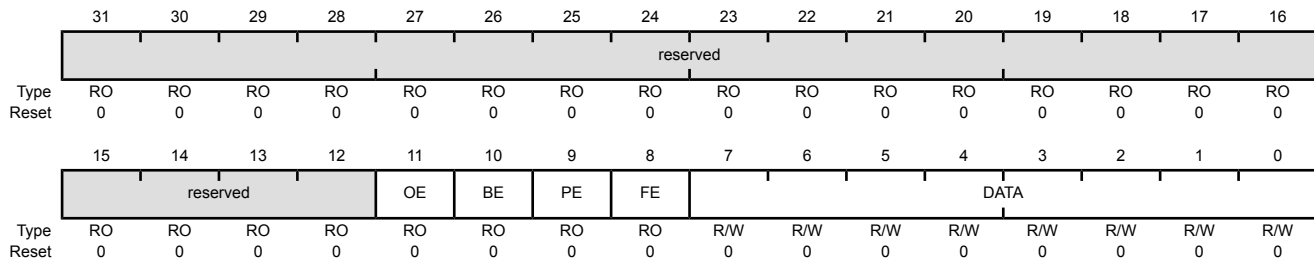 31 30 29 28 27 26 25 24 23 22 21 20 19 18 17 16
reserved
Type RO RO RO RO RO RO RO RO RO RO RO RO RO RO RO RO
Reset 0 0 0 0 0 0 0 0 0 0 0 0 0 0 0 0
15 14 13 12 11 10 9 8 7 6 5 4 3 2 1 0
reserved OE BE PE FE DATA
Type RO RO RO RO RO RO RO RO R/W R/W R/W R/W R/W R/W R/W R/W
Reset 0 0 0 0 0 0 0 0 0 0 0 0 0 0 0 0